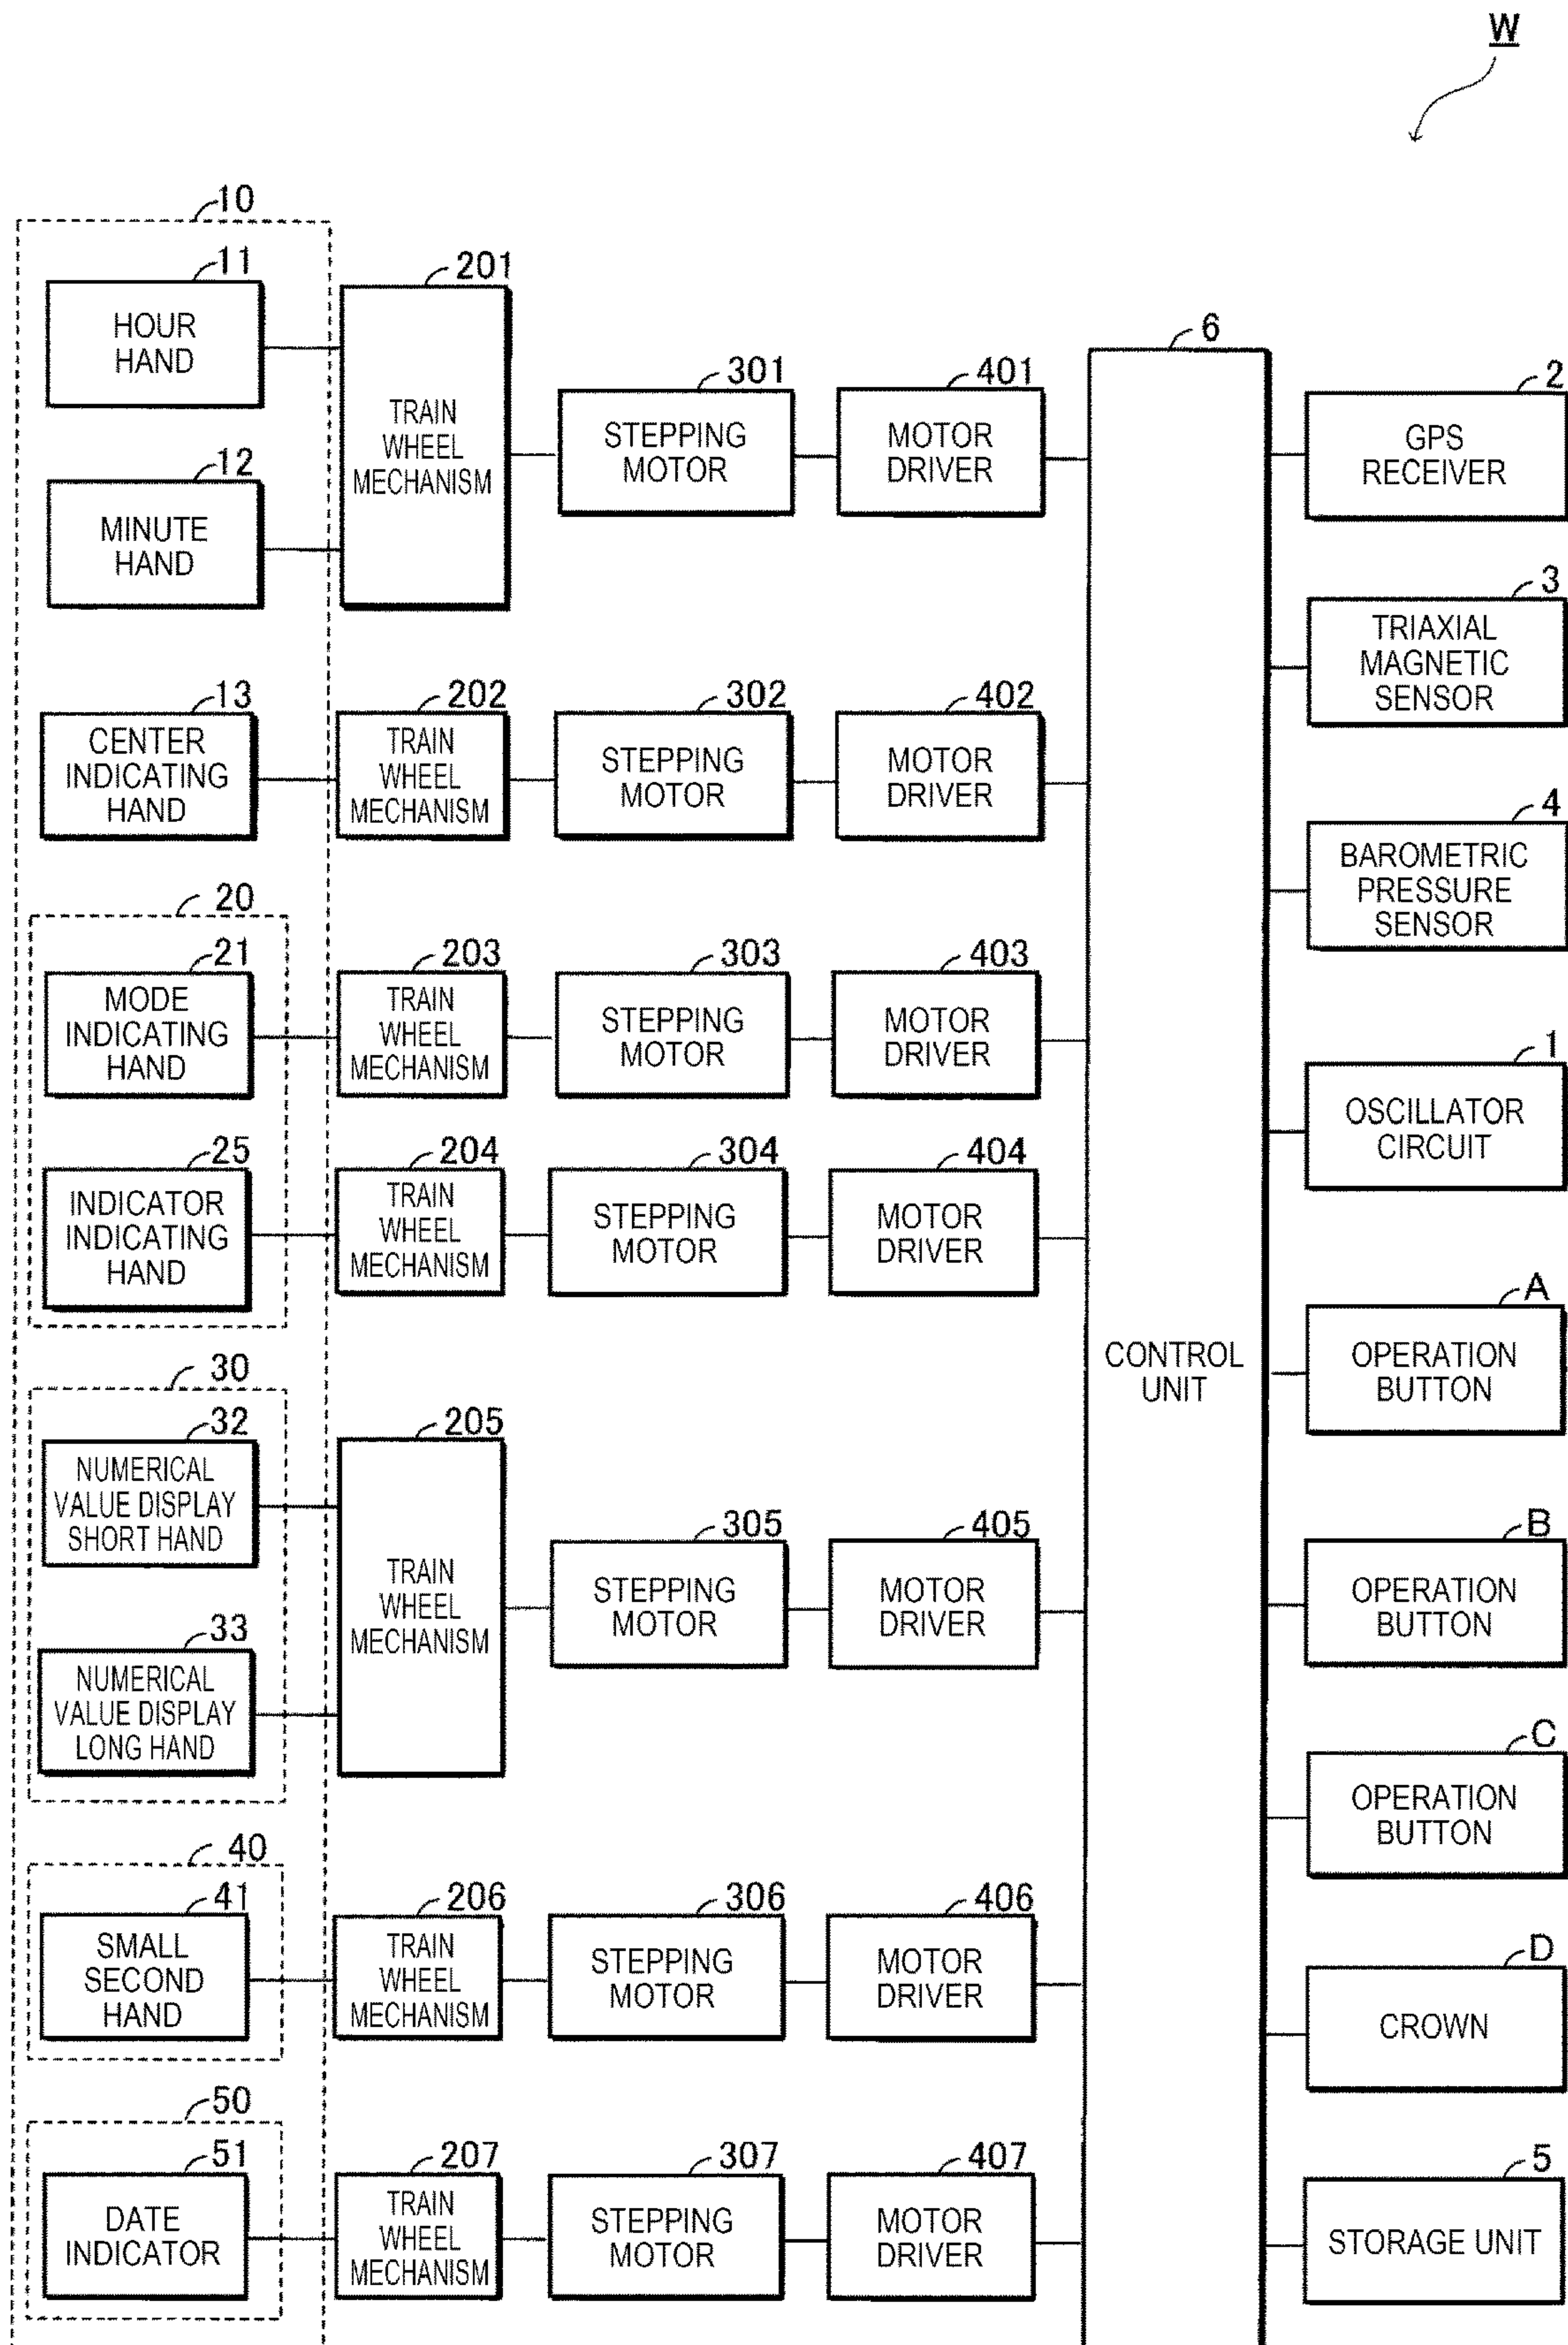 W
10
11
HOUR
HAND
12
MINUTE
HAND
201
TRAIN
WHEEL
MECHANISM
301
STEPPING
MOTOR
401
MOTOR
DRIVER
13
CENTER
INDICATING
HAND
202
TRAIN
WHEEL
MECHANISM
302
STEPPING
MOTOR
402
MOTOR
DRIVER
20
21
MODE
INDICATING
HAND
203
TRAIN
WHEEL
MECHANISM
303
STEPPING
MOTOR
403
MOTOR
DRIVER
25
INDICATOR
INDICATING
HAND
204
TRAIN
WHEEL
MECHANISM
304
STEPPING
MOTOR
404
MOTOR
DRIVER
30
32
NUMERICAL
VALUE DISPLAY
SHORT HAND
33
NUMERICAL
VALUE DISPLAY
LONG HAND
205
TRAIN
WHEEL
MECHANISM
305
STEPPING
MOTOR
405
MOTOR
DRIVER
40
41
SMALL
SECOND
HAND
206
TRAIN
WHEEL
MECHANISM
306
STEPPING
MOTOR
406
MOTOR
DRIVER
50
51
DATE
INDICATOR
207
TRAIN
WHEEL
MECHANISM
307
STEPPING
MOTOR
407
MOTOR
DRIVER
6
CONTROL
UNIT
2
GPS
RECEIVER
3
TRIAXIAL
MAGNETIC
SENSOR
4
BAROMETRIC
PRESSURE
SENSOR
1
OSCILLATOR
CIRCUIT
A
OPERATION
BUTTON
B
OPERATION
BUTTON
C
OPERATION
BUTTON
D
CROWN
5
STORAGE UNIT